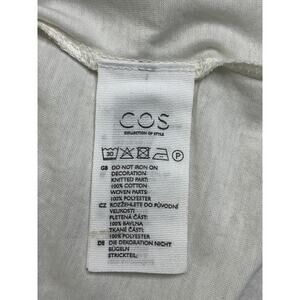 COS
COLLECTION OF STYLE
30
P
GB DO NOT IRON ON
DECORATION
KNITTED PART:
100% COTTON
WOVEN PARTS:
100% POLYESTER
CZ ROZŽEHLETE DO PŮVODNÍ
VELIKOSTI
PLETENÁ ČÁST:
100% BAVLNA
TKANÉ ČÁSTI:
100% POLYESTER
DE DIE DEKORATION NICHT
BÜGELN
STRICKTEIL: